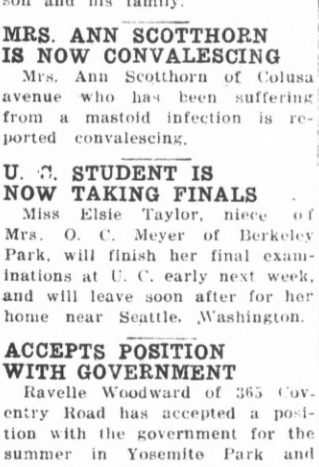 son and his family.
MRS. ANN SCOTTHORN
IS NOW CONVALESCING
Mrs. Ann Scotthorn of Colusa
avenue who has been suffering
from a mastoid infection is re-
ported convalescing.
U. C. STUDENT IS
NOW TAKING FINALS
Miss Elsie Taylor, niece of
Mrs. O. C. Meyer of Berkeley
Park, will finish her final exam-
inations at U. C. early next week,
and will leave soon after for her
home near Seattle, Washington.
ACCEPTS POSITION
WITH GOVERNMENT
Ravelle Woodward of 365 Cov-
entry Road has accepted a posi-
tion with the government for the
summer in Yosemite Park and